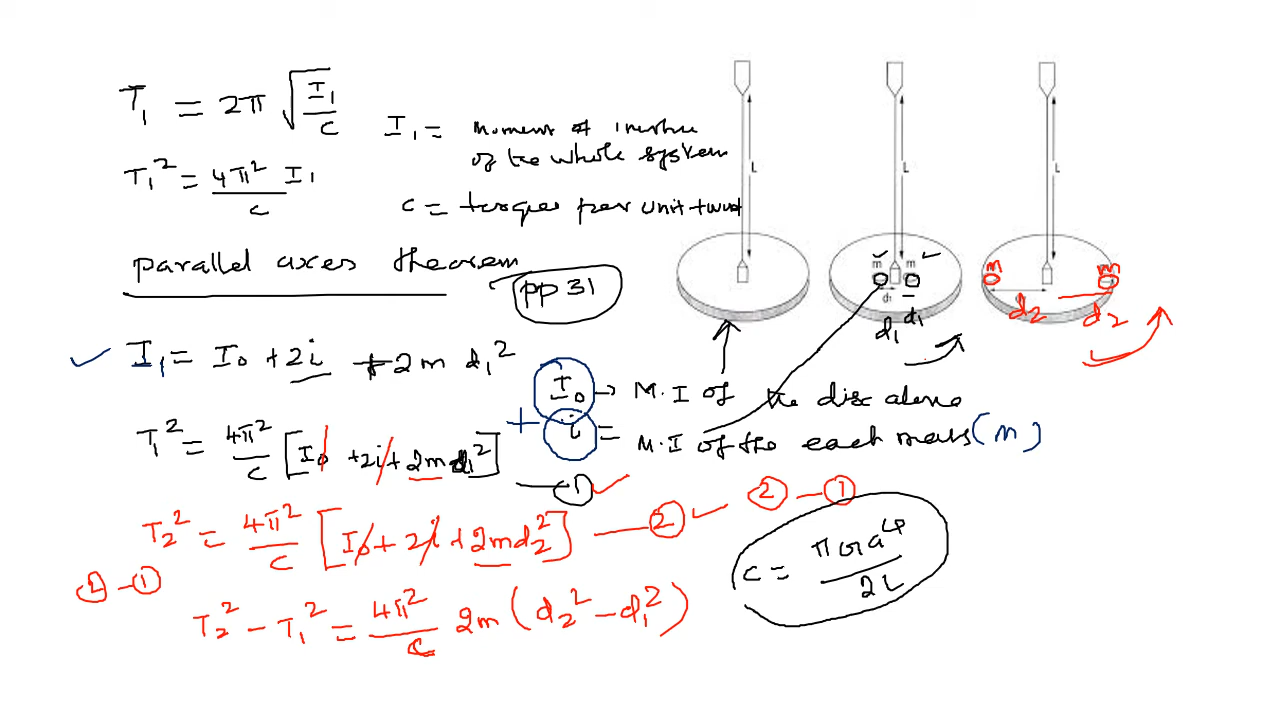 T₁ = 2π √(I₁/c)
I₁ = moment of inertia
of the whole system
T₁² = 4π²/c I₁
c = torque per unit twist
parallel axes theorem
pp 31
L
L
L
m m
d₁
d₁ d₁
m m
d₂ d₂
I₁ = I₀ + 2i + 2m d₁²
I₀ → M.I of the disc alone
+ i = M.I of the each mass (m)
T₁² = 4π²/c [I₀ + 2i + 2md₁²] — ①
T₂² = 4π²/c [I₀ + 2i + 2md₂²] — ②
② – ①
c = πna⁴/2L
② – ①
T₂² – T₁² = 4π²/c 2m (d₂² – d₁²)